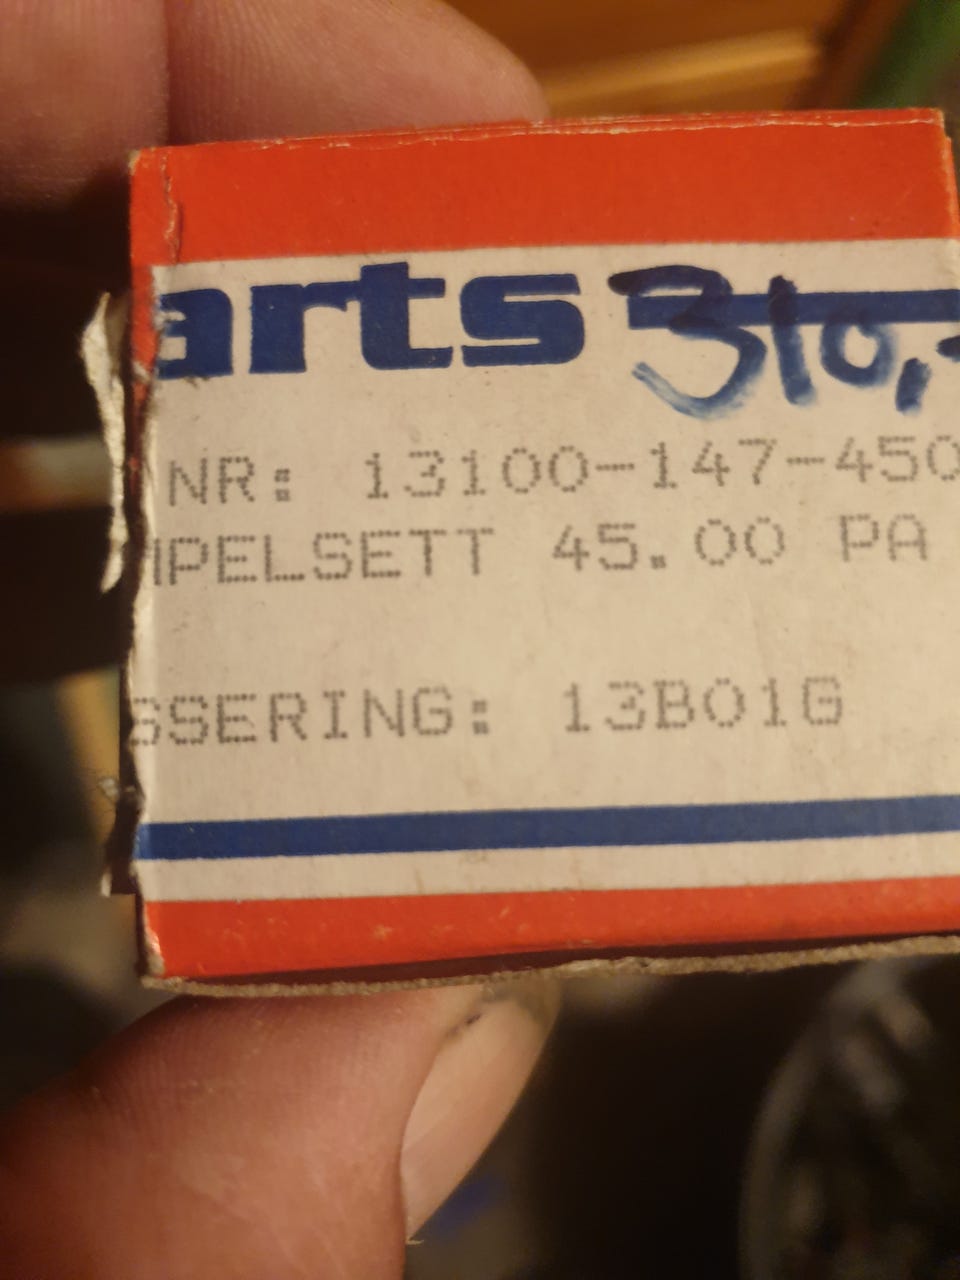 arts 310,-
NR: 13100-147-450
MPELSETT 45.00 PA
SSERING: 13B01G